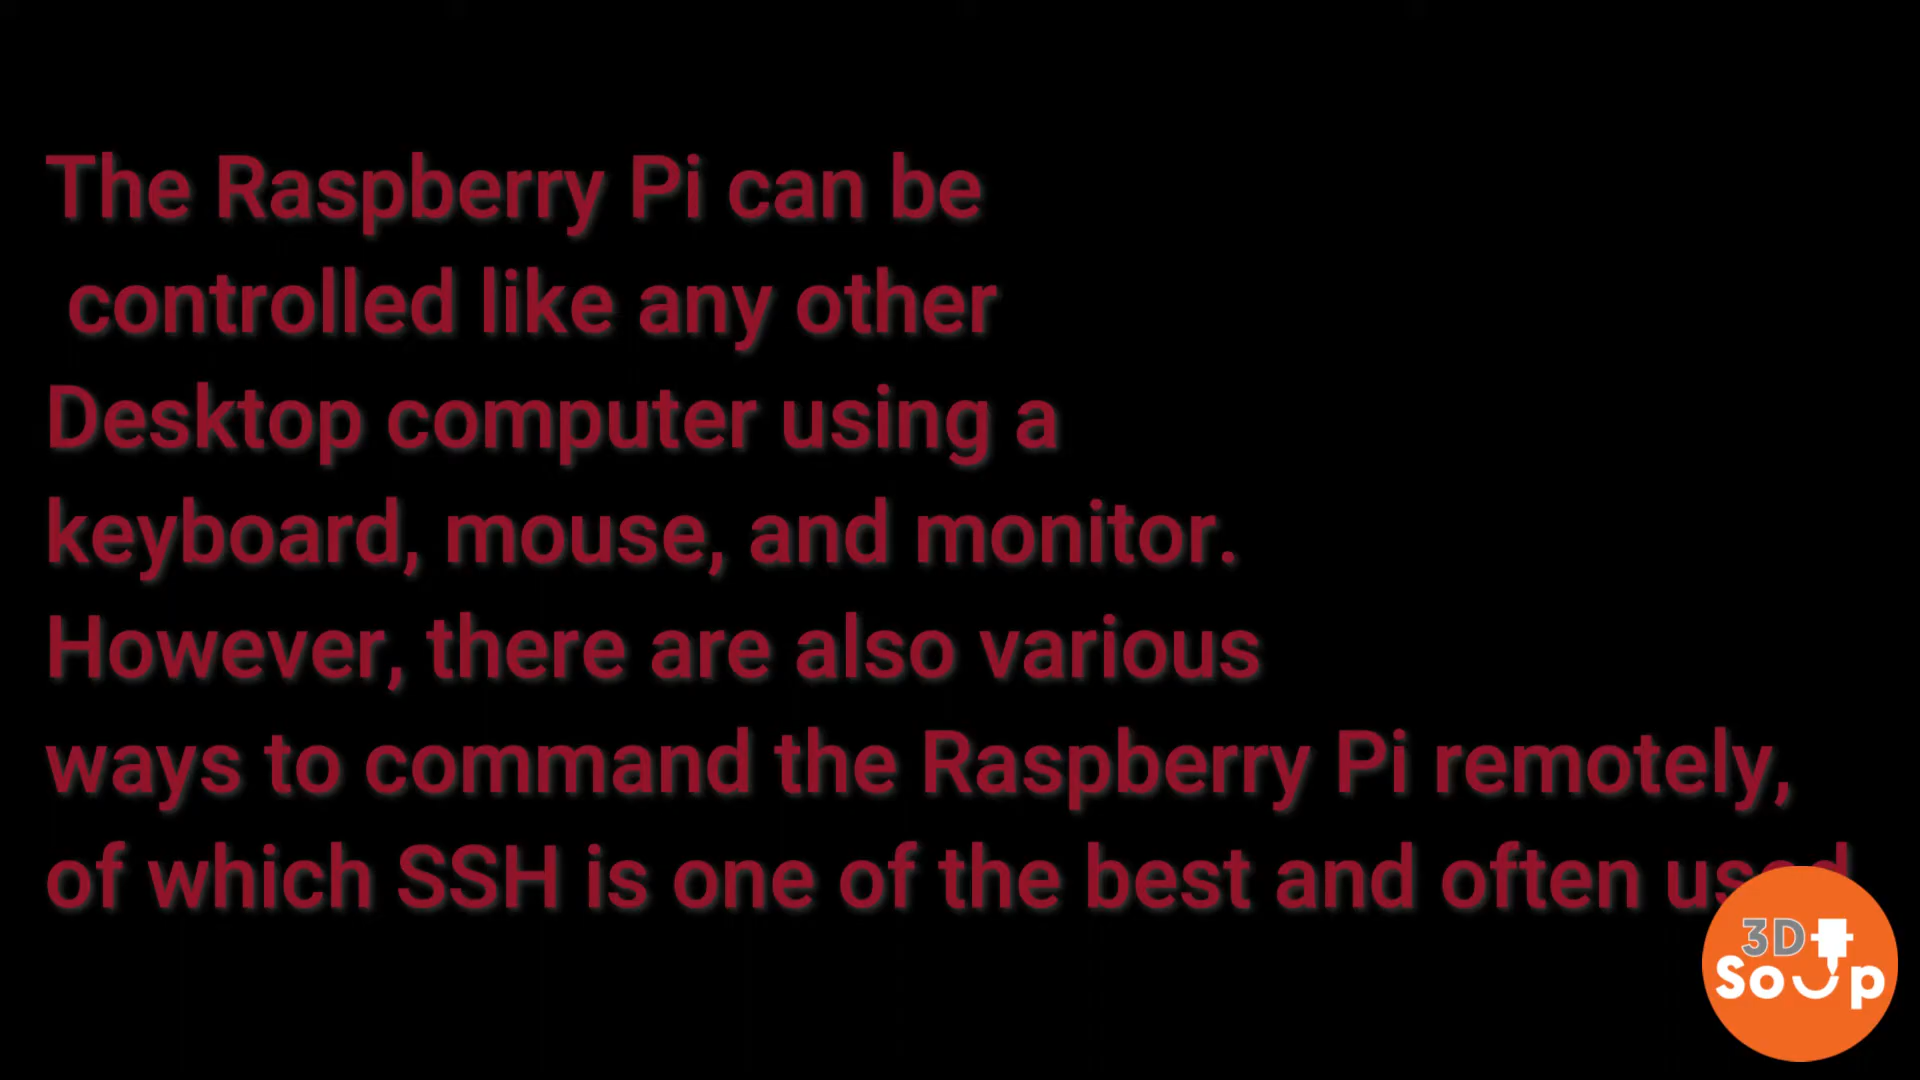 The Raspberry Pi can be
controlled like any other
Desktop computer using a
keyboard, mouse, and monitor.
However, there are also various
ways to command the Raspberry Pi remotely,
of which SSH is one of the best and often used
3D
Soup